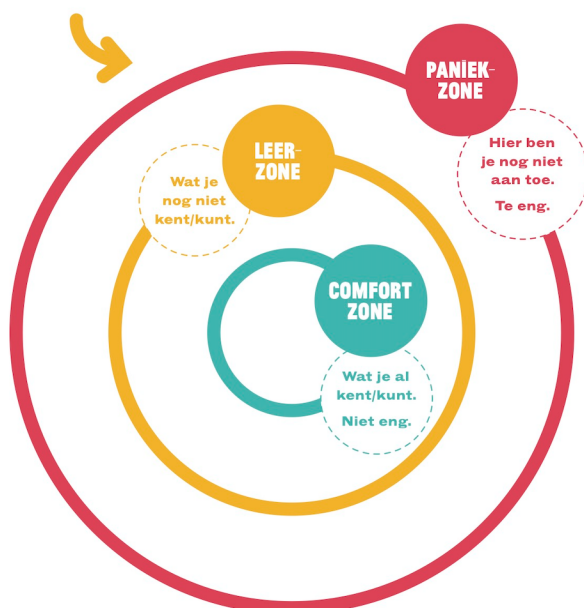 PANIEK-
ZONE
Hier ben
je nog niet
aan toe.
Te eng.
LEER-
ZONE
Wat je
nog niet
kent/kunt.
COMFORT
ZONE
Wat je al
kent/kunt.
Niet eng.